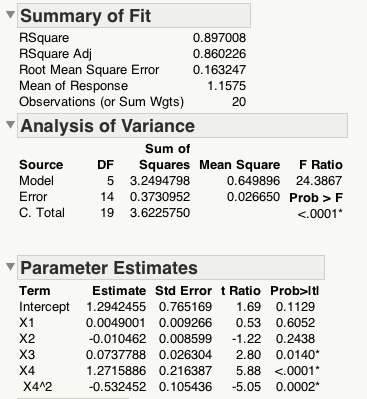 Summary of Fit
RSquare 0.897008
RSquare Adj 0.860226
Root Mean Square Error 0.163247
Mean of Response 1.1575
Observations (or Sum Wgts) 20
Analysis of Variance
Sum of
Source DF Squares Mean Square F Ratio
Model 5 3.2494798 0.649896 24.3867
Error 14 0.3730952 0.026650 Prob > F
C. Total 19 3.6225750 <.0001*
Parameter Estimates
Term Estimate Std Error t Ratio Prob>|t|
Intercept 1.2942455 0.765169 1.69 0.1129
X1 0.0049001 0.009266 0.53 0.6052
X2 -0.010462 0.008599 -1.22 0.2438
X3 0.0737788 0.026304 2.80 0.0140*
X4 1.2715886 0.216387 5.88 <.0001*
X4^2 -0.532452 0.105436 -5.05 0.0002*